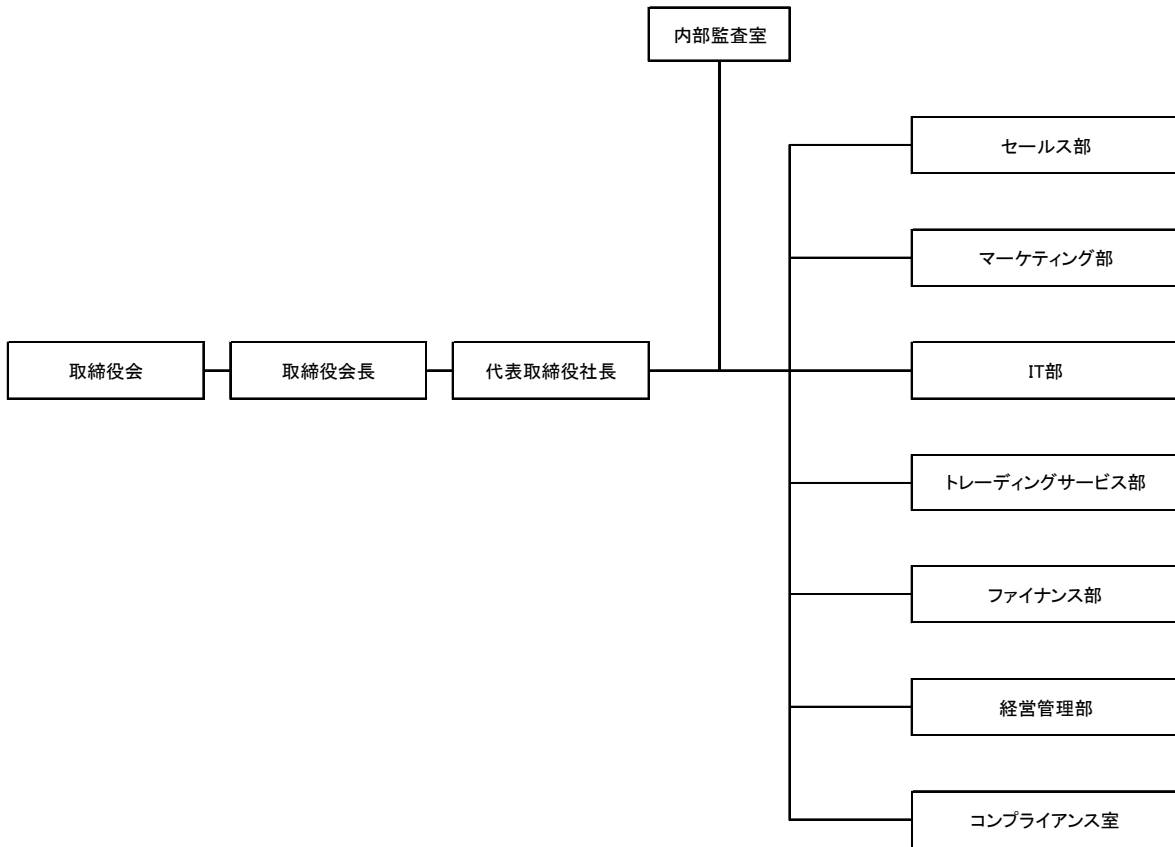 内部監査室
セールス部
マーケティング部
取締役会
取締役会長
代表取締役社長
IT部
トレーディングサービス部
ファイナンス部
経営管理部
コンプライアンス室